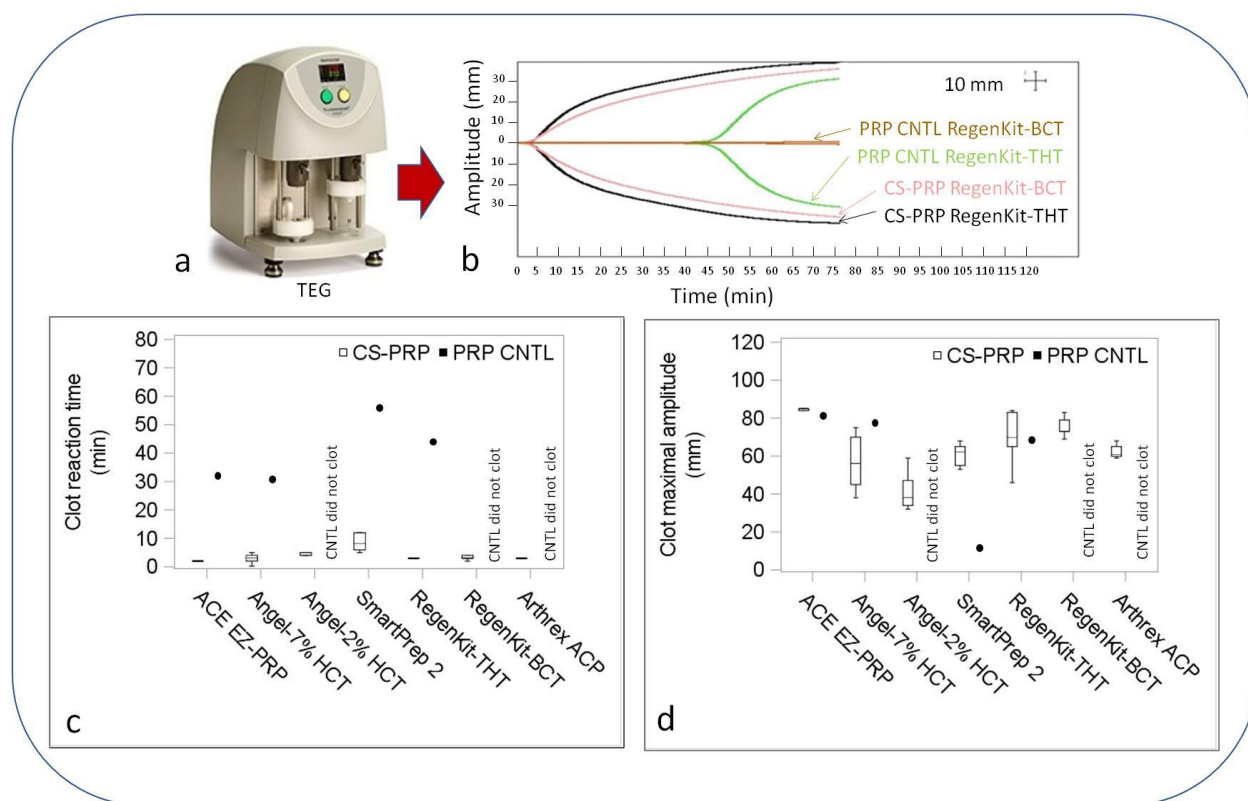 a
TEG
b
Amplitude (mm)
30
20
10
0
10
20
30
10 mm
PRP CNTL RegenKit-BCT
PRP CNTL RegenKit-THT
CS-PRP RegenKit-BCT
CS-PRP RegenKit-THT
0 5 10 15 20 25 30 35 40 45 50 55 60 65 70 75 80 85 90 95 100 105 110 115 120
Time (min)
c
Clot reaction time
(min)
80
70
60
50
40
30
20
10
0
CS-PRP PRP CNTL
CNTL did not clot
CNTL did not clot
CNTL did not clot
ACE EZ-PRP
Angel-7% HCT
Angel-2% HCT
SmartPrep 2
RegenKit-THT
RegenKit-BCT
Arthrex ACP
d
Clot maximal amplitude
(mm)
120
100
80
60
40
20
0
CS-PRP PRP CNTL
CNTL did not clot
CNTL did not clot
CNTL did not clot
ACE EZ-PRP
Angel-7% HCT
Angel-2% HCT
SmartPrep 2
RegenKit-THT
RegenKit-BCT
Arthrex ACP